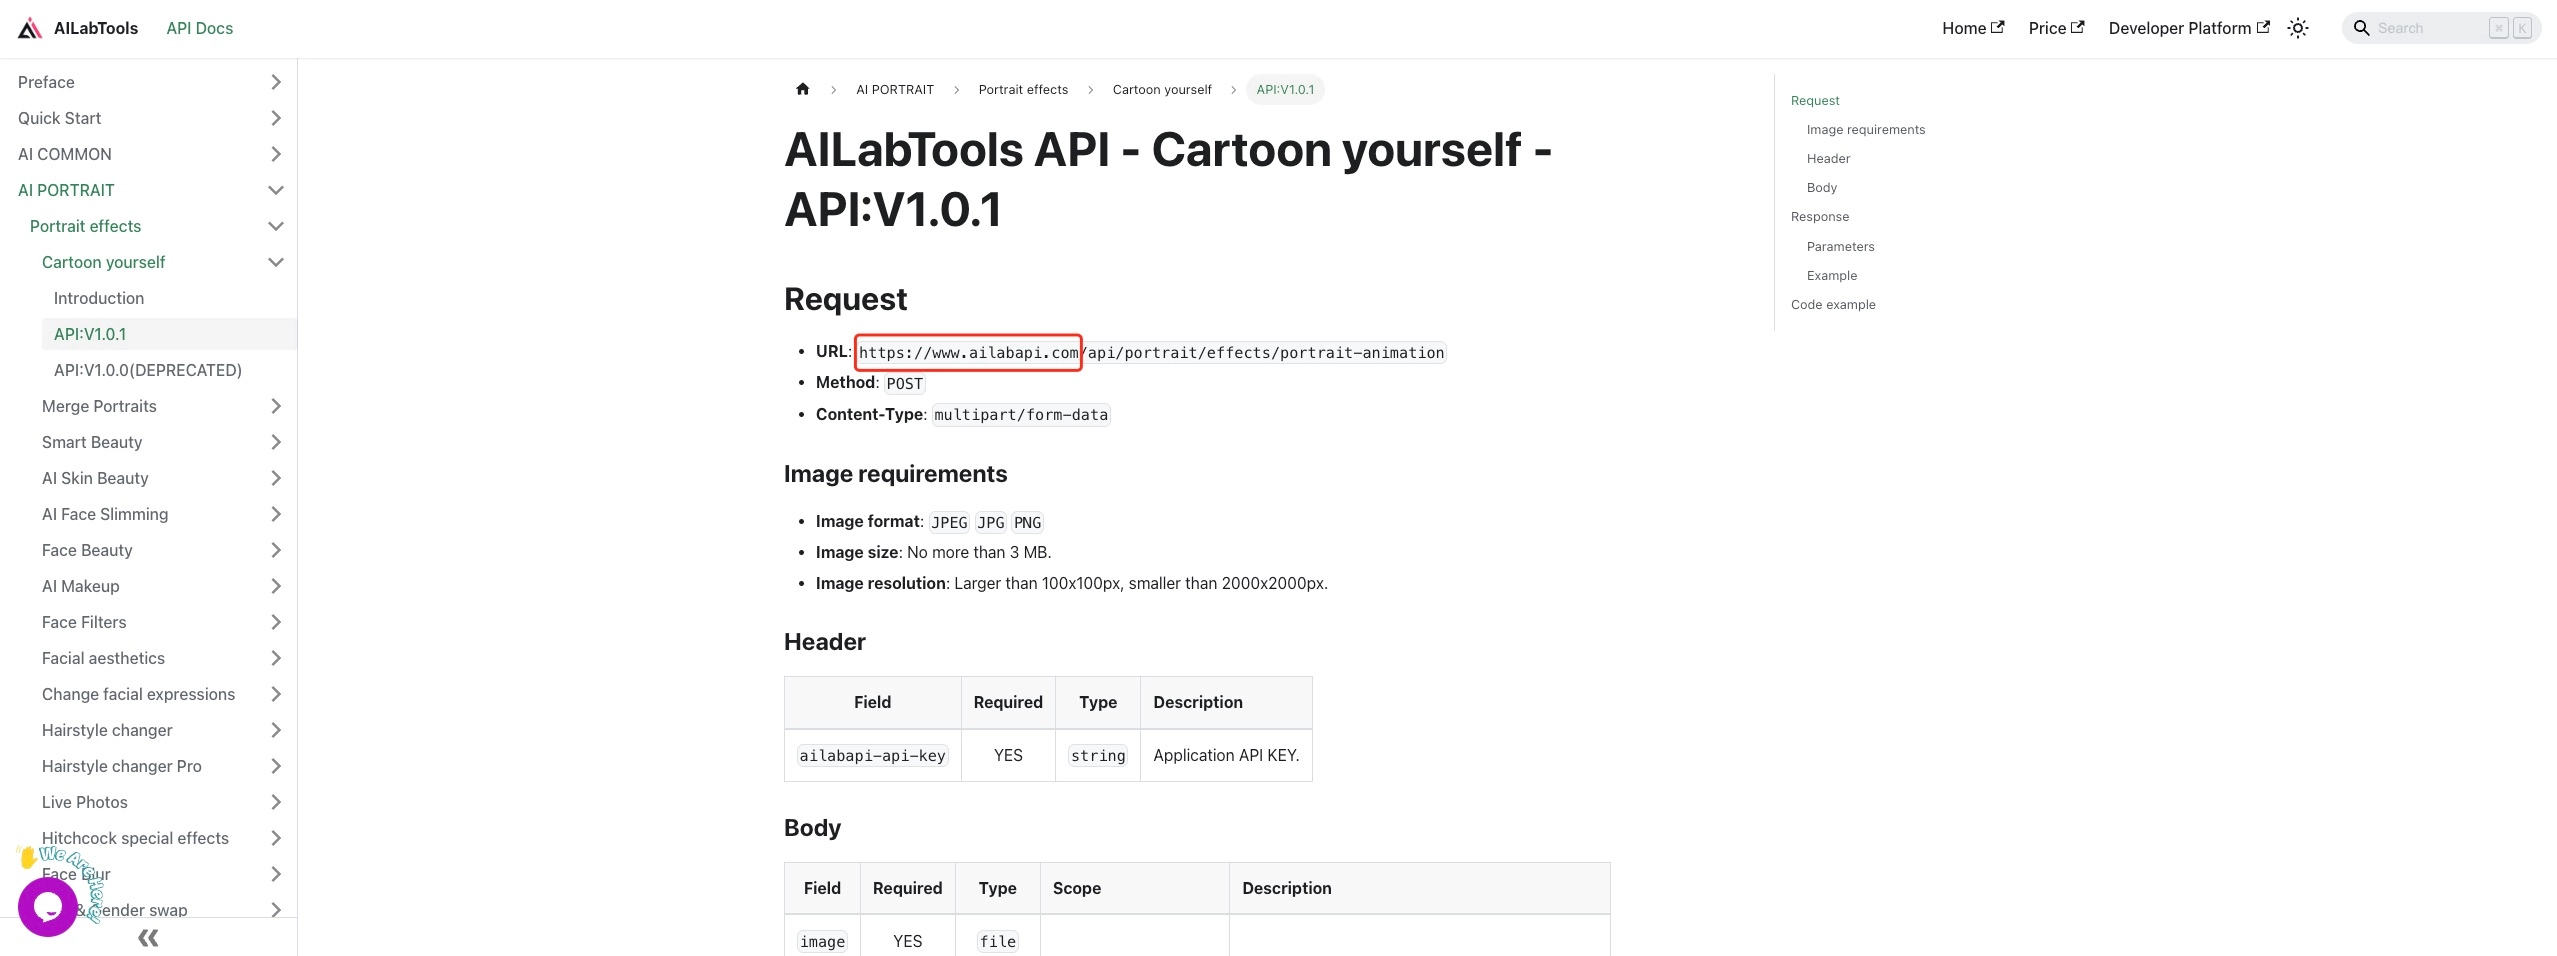 AILabTools
API Docs
Home
Price
Developer Platform
Search
⌘ K
Preface
Quick Start
AI COMMON
AI PORTRAIT
Portrait effects
Cartoon yourself
Introduction
API:V1.0.1
API:V1.0.0(DEPRECATED)
Merge Portraits
Smart Beauty
AI Skin Beauty
AI Face Slimming
Face Beauty
AI Makeup
Face Filters
Facial aesthetics
Change facial expressions
Hairstyle changer
Hairstyle changer Pro
Live Photos
Hitchcock special effects
We Are Here!
Face
& Gender swap
AI PORTRAIT > Portrait effects > Cartoon yourself > API:V1.0.1
AILabTools API - Cartoon yourself -
API:V1.0.1
Request
• URL: https://www.ailabapi.com/api/portrait/effects/portrait-animation
• Method: POST
• Content-Type: multipart/form-data
Image requirements
• Image format: JPEG JPG PNG
• Image size: No more than 3 MB.
• Image resolution: Larger than 100x100px, smaller than 2000x2000px.
Header
Field Required Type Description
ailabapi-api-key YES string Application API KEY.
Body
Field Required Type Scope Description
image YES file
Request
Image requirements
Header
Body
Response
Parameters
Example
Code example